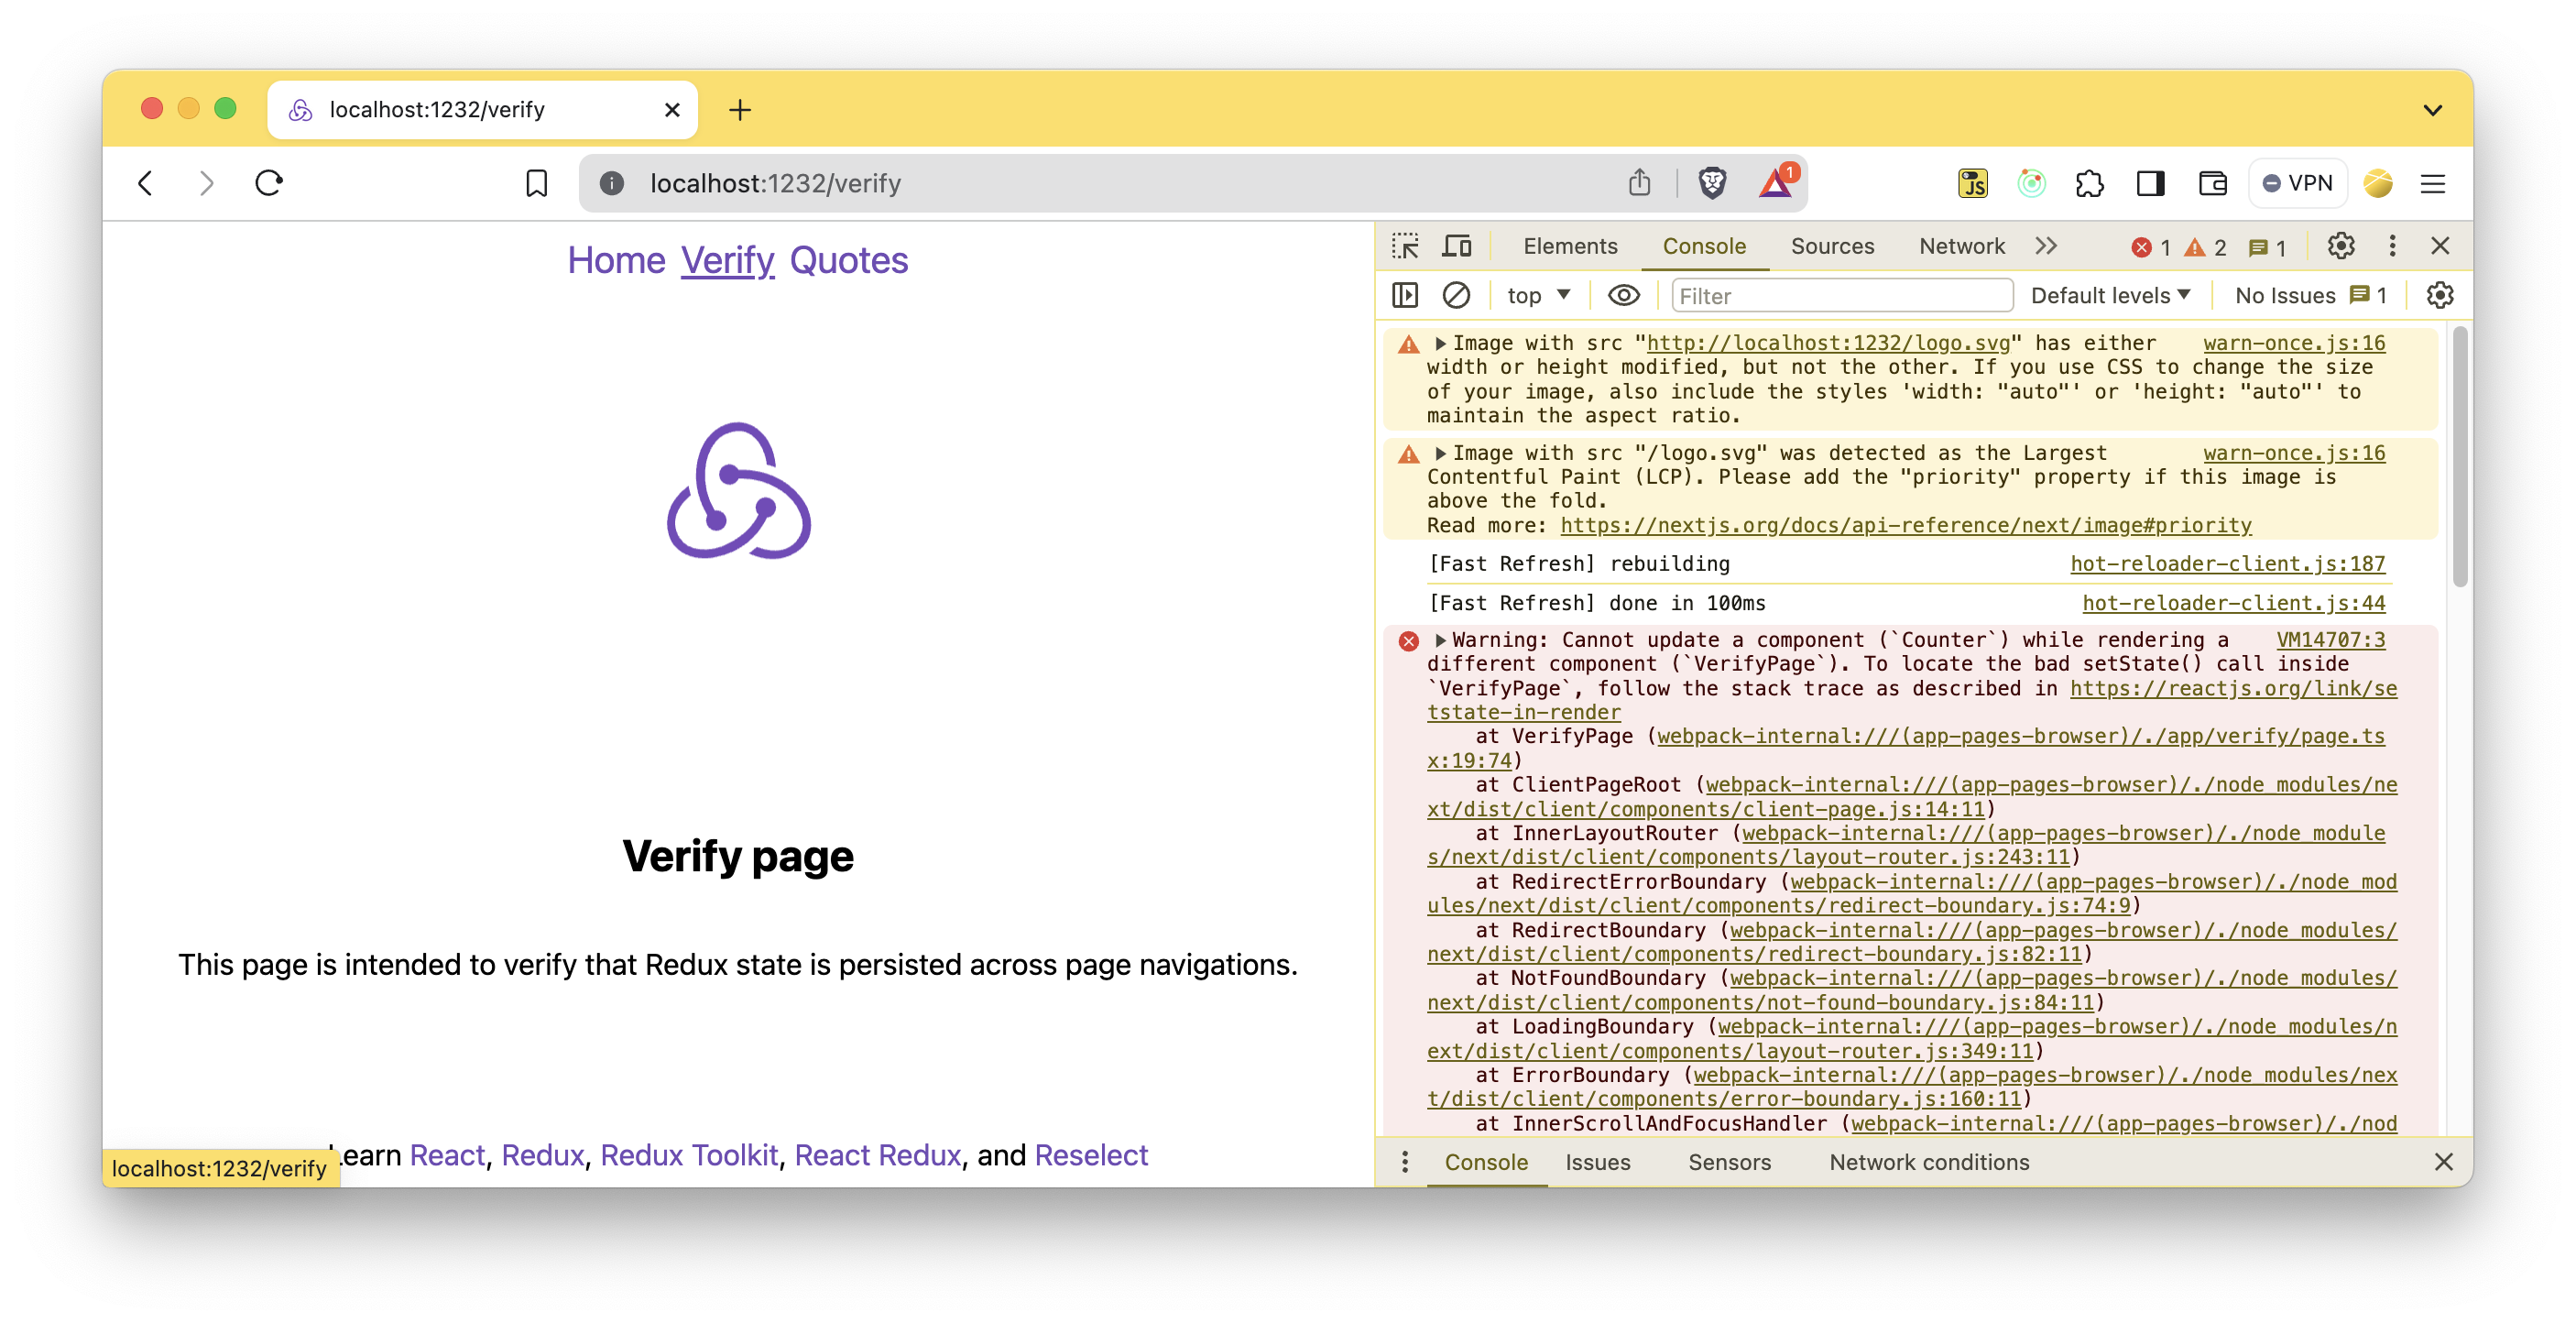 localhost:1232/verify
localhost:1232/verify
1
JS
VPN
Home Verify Quotes
Verify page
This page is intended to verify that Redux state is persisted across page navigations.
Learn React, Redux, Redux Toolkit, React Redux, and Reselect
localhost:1232/verify
Elements Console Sources Network 1 2 1
top Filter Default levels No Issues 1
Image with src "http://localhost:1232/logo.svg" has either warn-once.js:16
width or height modified, but not the other. If you use CSS to change the size
of your image, also include the styles 'width: "auto"' or 'height: "auto"' to
maintain the aspect ratio.
Image with src "/logo.svg" was detected as the Largest warn-once.js:16
Contentful Paint (LCP). Please add the "priority" property if this image is
above the fold.
Read more: https://nextjs.org/docs/api-reference/next/image#priority
[Fast Refresh] rebuilding hot-reloader-client.js:187
[Fast Refresh] done in 100ms hot-reloader-client.js:44
Warning: Cannot update a component (`Counter`) while rendering a VM14707:3
different component (`VerifyPage`). To locate the bad setState() call inside
`VerifyPage`, follow the stack trace as described in https://reactjs.org/link/se
tstate-in-render
at VerifyPage (webpack-internal:///(app-pages-browser)/./app/verify/page.ts
x:19:74)
at ClientPageRoot (webpack-internal:///(app-pages-browser)/./node_modules/ne
xt/dist/client/components/client-page.js:14:11)
at InnerLayoutRouter (webpack-internal:///(app-pages-browser)/./node_module
s/next/dist/client/components/layout-router.js:243:11)
at RedirectErrorBoundary (webpack-internal:///(app-pages-browser)/./node_mod
ules/next/dist/client/components/redirect-boundary.js:74:9)
at RedirectBoundary (webpack-internal:///(app-pages-browser)/./node_modules/
next/dist/client/components/redirect-boundary.js:82:11)
at NotFoundBoundary (webpack-internal:///(app-pages-browser)/./node_modules/
next/dist/client/components/not-found-boundary.js:84:11)
at LoadingBoundary (webpack-internal:///(app-pages-browser)/./node_modules/n
ext/dist/client/components/layout-router.js:349:11)
at ErrorBoundary (webpack-internal:///(app-pages-browser)/./node_modules/nex
t/dist/client/components/error-boundary.js:160:11)
at InnerScrollAndFocusHandler (webpack-internal:///(app-pages-browser)/./nod
Console Issues Sensors Network conditions